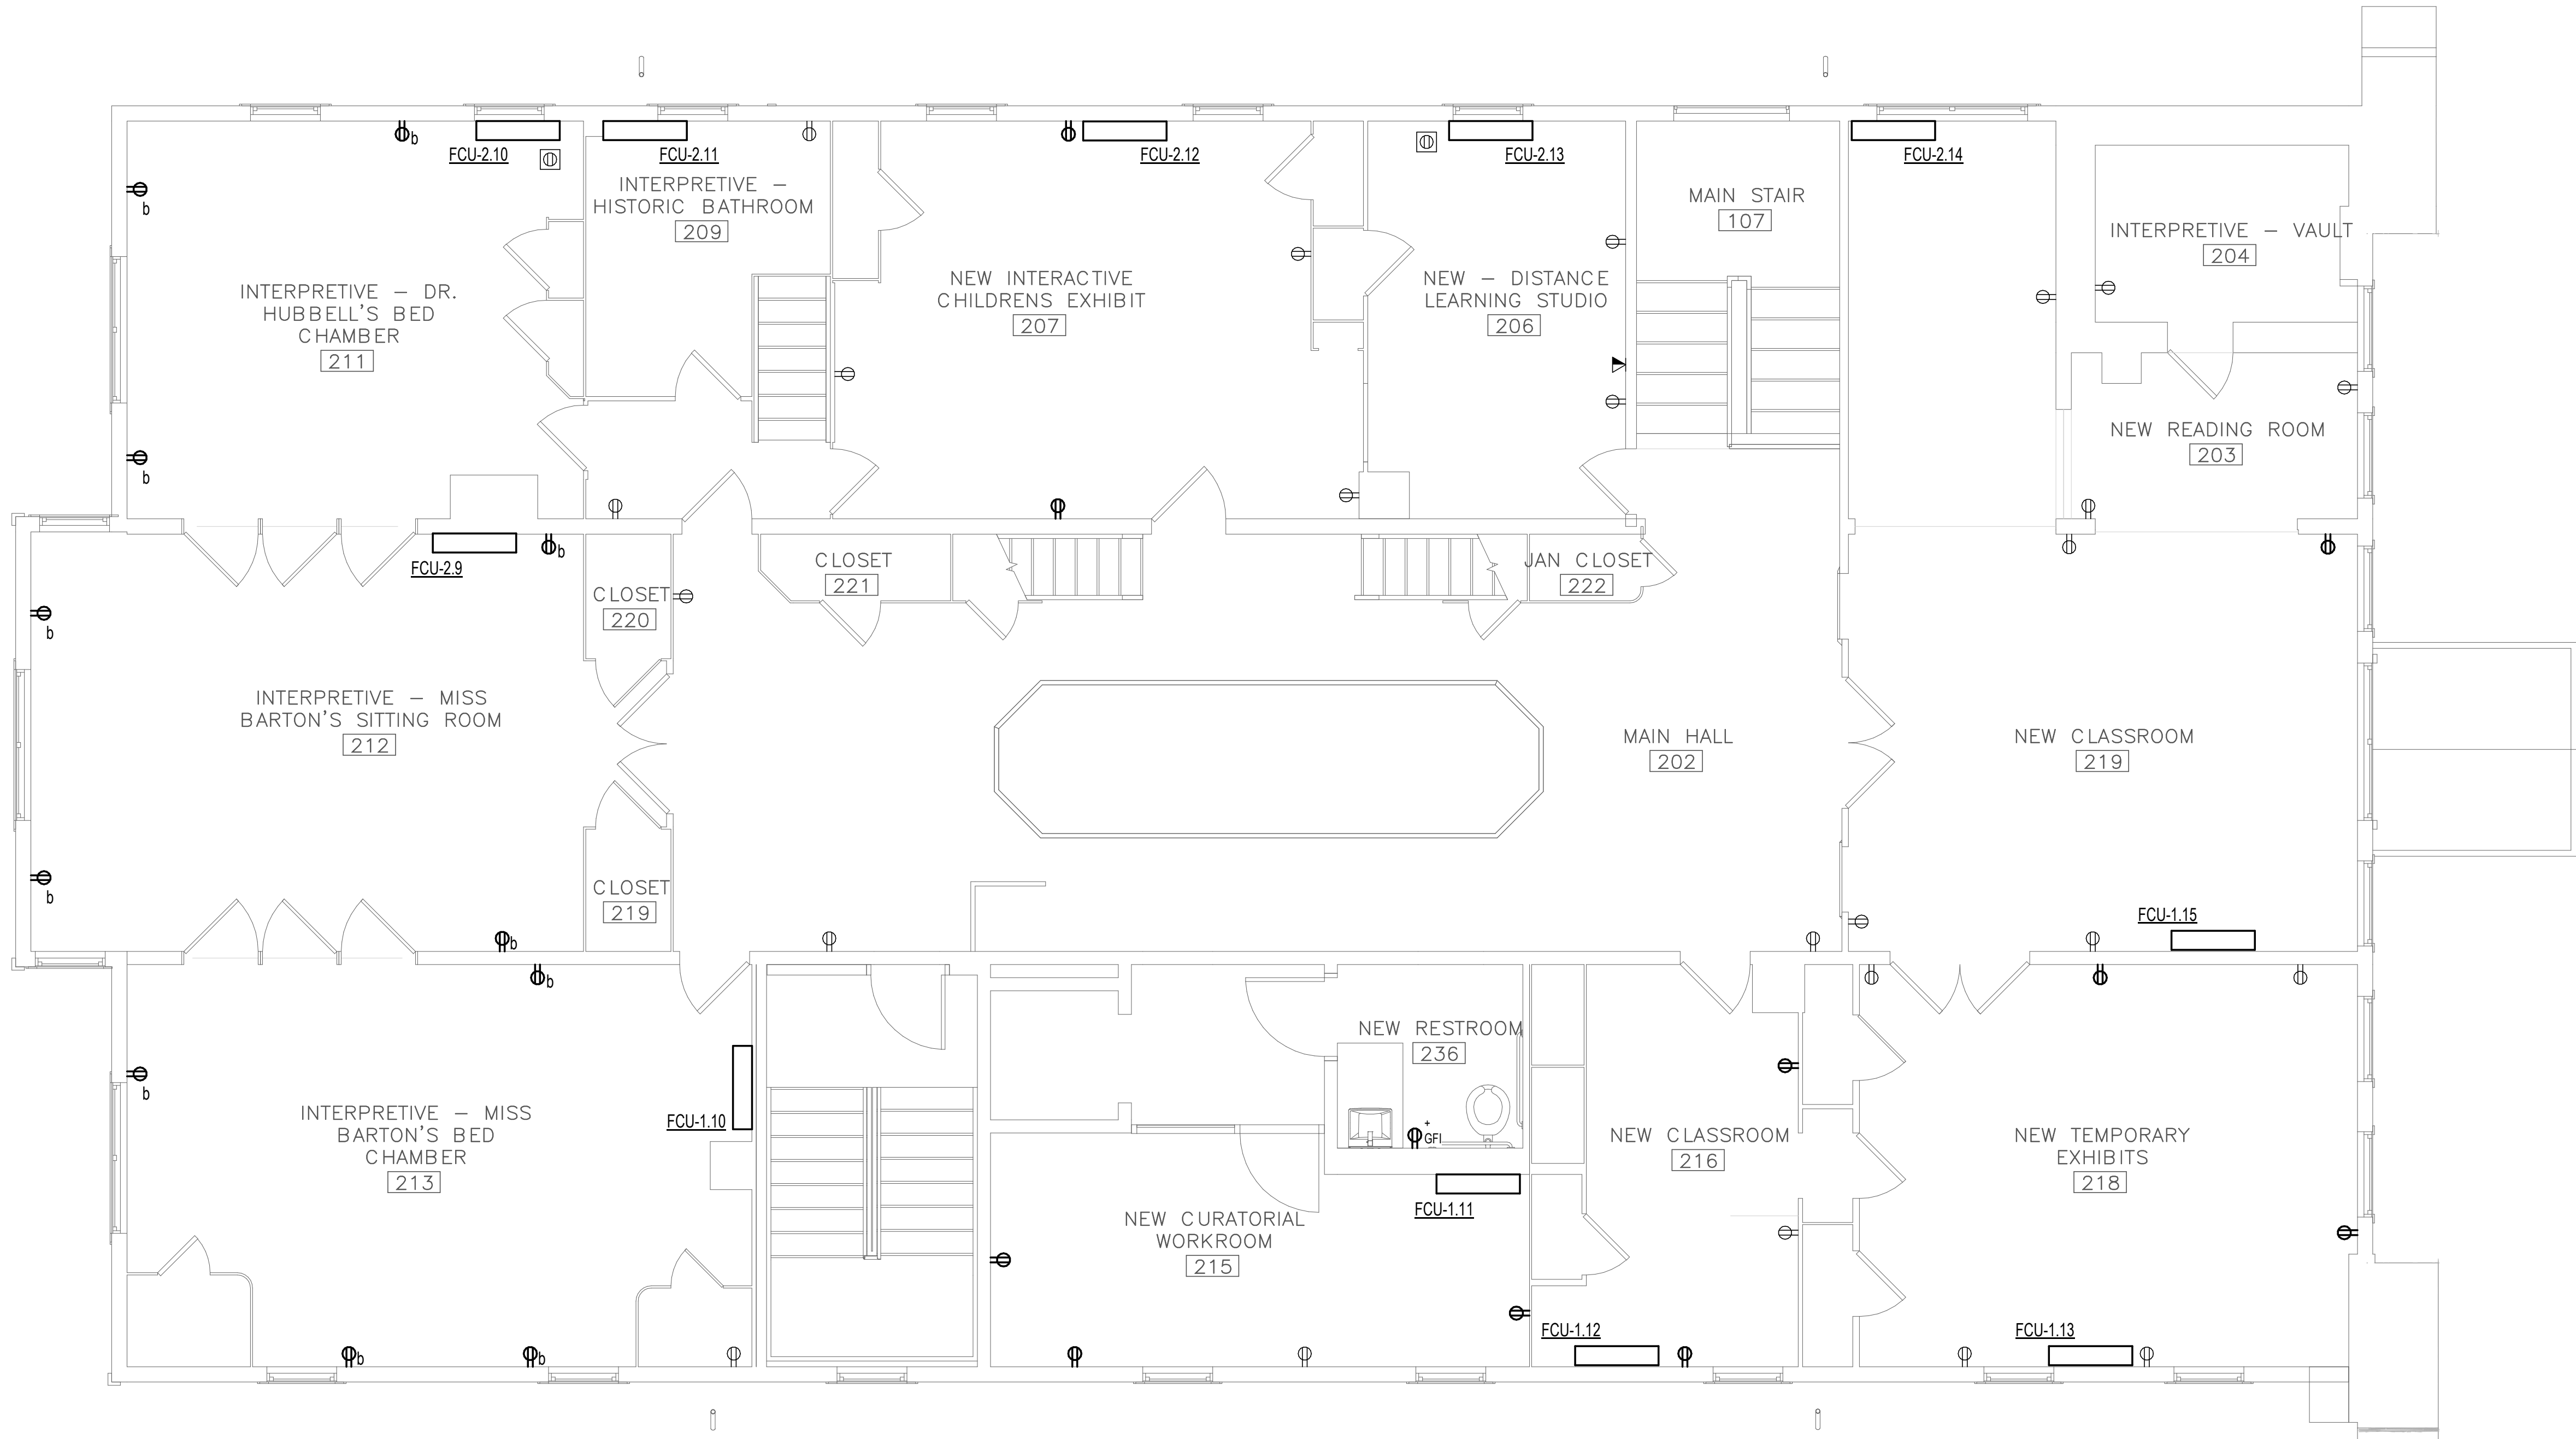 b
FCU-2.10
FCU-2.11
FCU-2.12
FCU-2.13
FCU-2.14
b
INTERPRETIVE –
HISTORIC BATHROOM
209
MAIN STAIR
107
INTERPRETIVE – VAULT
204
INTERPRETIVE – DR.
HUBBELL'S BED
CHAMBER
211
NEW INTERACTIVE
CHILDRENS EXHIBIT
207
NEW – DISTANCE
LEARNING STUDIO
206
NEW READING ROOM
203
b
FCU-2.9
b
CLOSET
220
CLOSET
221
JAN CLOSET
222
b
INTERPRETIVE – MISS
BARTON'S SITTING ROOM
212
MAIN HALL
202
NEW CLASSROOM
219
b
CLOSET
219
FCU-1.15
b
b
b
NEW RESTROOM
236
+
GFI
FCU-1.10
INTERPRETIVE – MISS
BARTON'S BED
CHAMBER
213
NEW CLASSROOM
216
NEW TEMPORARY
EXHIBITS
218
FCU-1.11
NEW CURATORIAL
WORKROOM
215
FCU-1.12
FCU-1.13
b
b